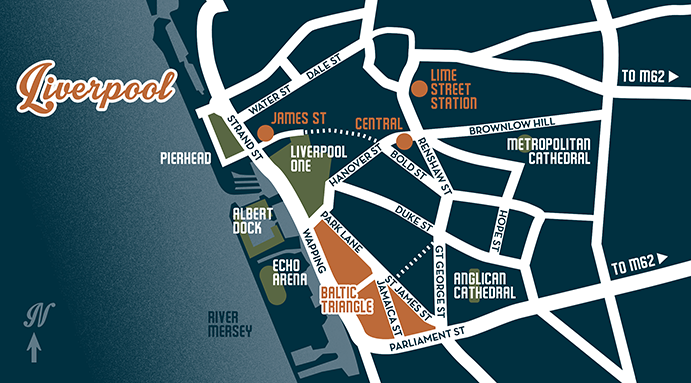 Liverpool
WATER ST
DALE ST
LIME
STREET
STATION
TO M62
JAMES ST
CENTRAL
BROWNLOW HILL
STRAND ST
PIERHEAD
LIVERPOOL
ONE
HANOVER ST
BOLD ST
RENSHAW ST
METROPOLITAN
CATHEDRAL
ALBERT
DOCK
PARK LANE
DUKE ST
HOPE ST
WAPPING
ECHO
ARENA
BALTIC
TRIANGLE
ST JAMES ST
JAMAICA ST
GT GEORGE ST
ANGLICAN
CATHEDRAL
TO M62
N
RIVER
MERSEY
PARLIAMENT ST